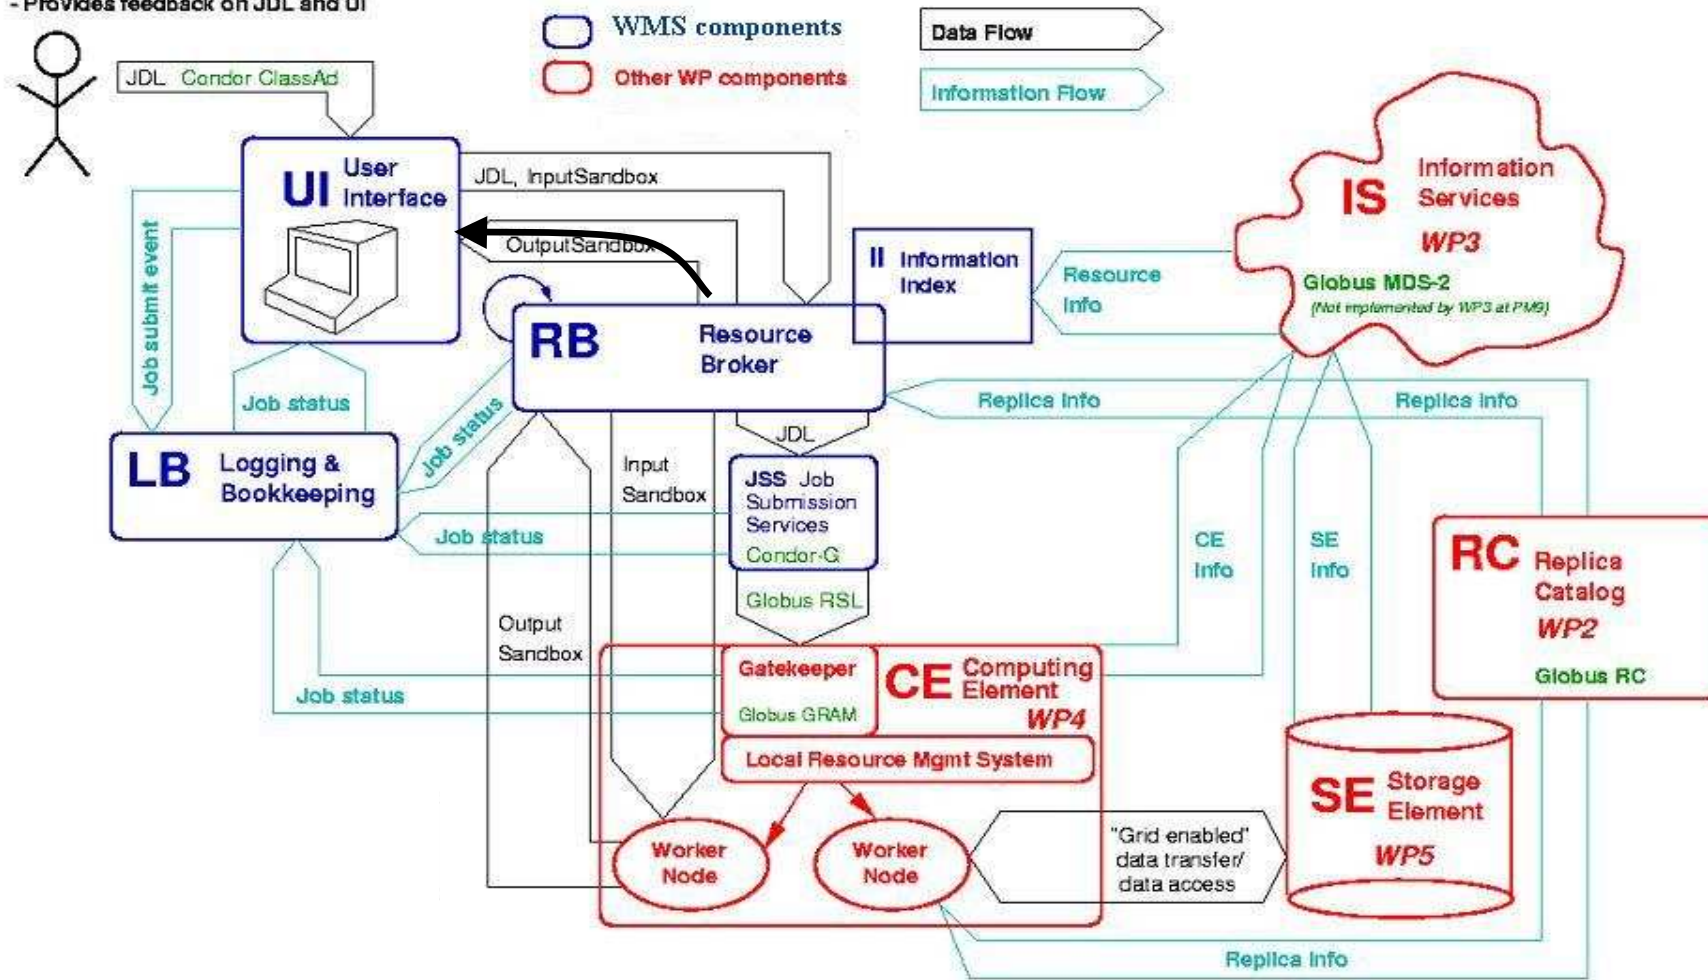 - Provides feedback on JDL and UI
WMS components
Other WP components
Data Flow
Information Flow
JDL Condor ClassAd
UI User
Interface
JDL, InputSandbox
OutputSandbox
Job submit event
II Information
Index
Resource
Info
IS Information
Services
WP3
Globus MDS-2
(Not implemented by WP3 at PM9)
RB Resource
Broker
Job status
Job status
Replica Info
Replica Info
JDL
LB Logging &
Bookkeeping
Input
Sandbox
JSS Job
Submission
Services
Condor-G
Job status
CE
Info
SE
Info
RC Replica
Catalog
WP2
Globus RC
Globus RSL
Output
Sandbox
Job status
Gatekeeper
Globus GRAM
CE Computing
Element
WP4
Local Resource Mgmt System
Worker
Node
Worker
Node
"Grid enabled"
data transfer/
data access
SE Storage
Element
WP5
Replica Info